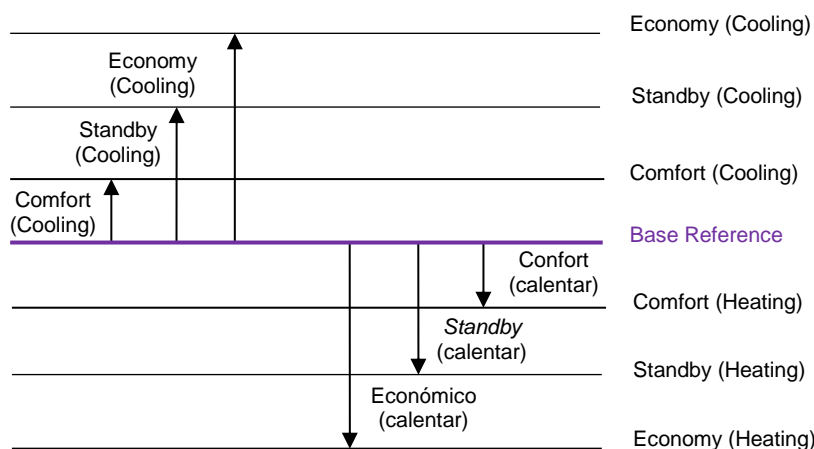 Economy (Cooling)
Economy
(Cooling)
Standby (Cooling)
Standby
(Cooling)
Comfort (Cooling)
Comfort
(Cooling)
Base Reference
Confort
(calentar)
Comfort (Heating)
Standby
(calentar)
Standby (Heating)
Económico
(calentar)
Economy (Heating)